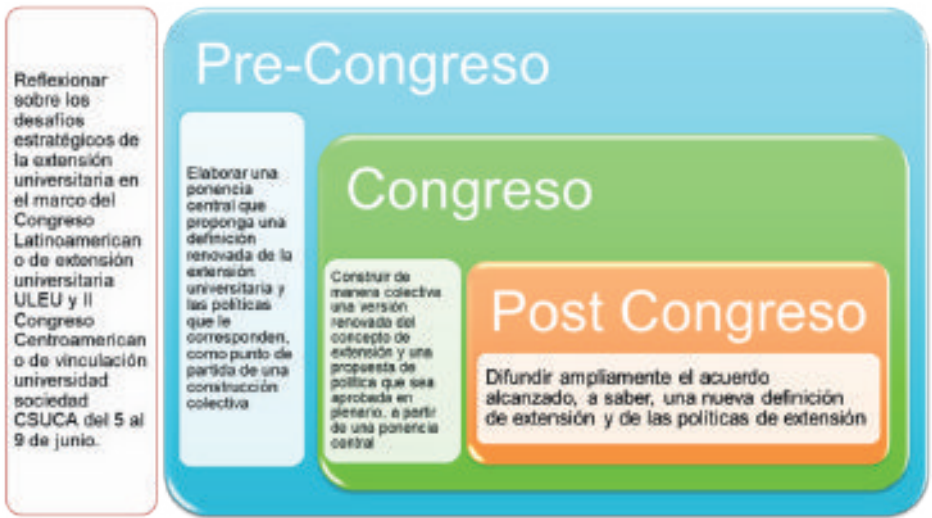 Reflexionar
sobre los
desafíos
estratégicos de
la extensión
universitaria en
el marco del
Congreso
Latinoamerican
o de extensión
universitaria
ULEU y II
Congreso
Centroamerican
o de vinculación
universidad
sociedad
CSUCA del 5 al
9 de junio.
Pre-Congreso
Elaborar una
ponencia
central que
proponga una
definición
renovada de la
extensión
universitaria y
las políticas
que le
corresponden,
como punto de
partida de una
construcción
colectiva
Congreso
Construir de
manera colectiva
una versión
renovada del
concepto de
extensión y una
propuesta de
política que sea
aprobada en
plenario, a partir
de una ponencia
central
Post Congreso
Difundir ampliamente el acuerdo
alcanzado, a saber, una nueva definición
de extensión y de las políticas de extensión